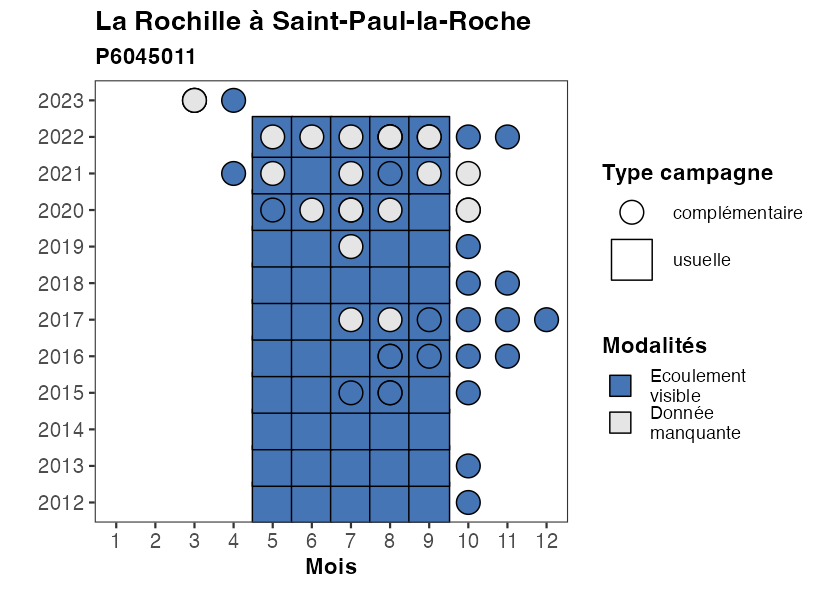 La Rochille à Saint-Paul-la-Roche
P6045011
2023
2022
2021
2020
2019
2018
2017
2016
2015
2014
2013
2012
1 2 3 4 5 6 7 8 9 10 11 12
Mois
Type campagne
complémentaire
usuelle
Modalités
Ecoulement
visible
Donnée
manquante